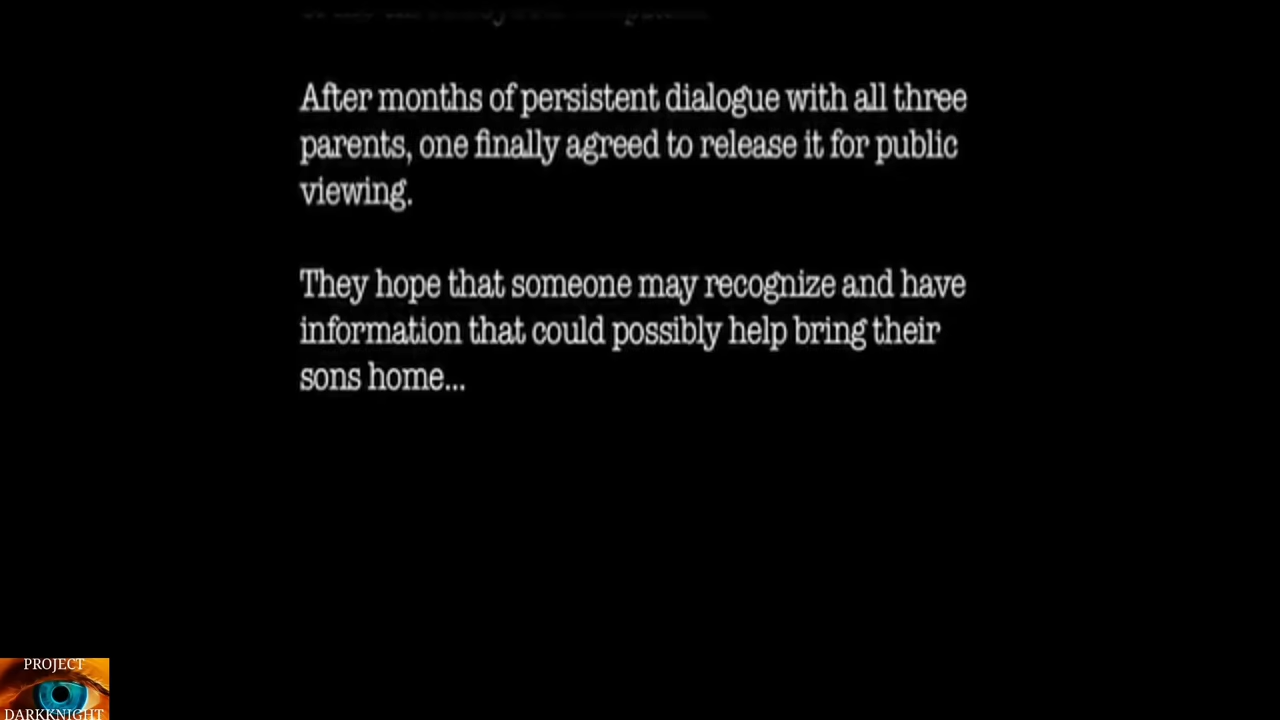 After months of persistent dialogue with all three
parents, one finally agreed to release it for public
viewing.
They hope that someone may recognize and have
information that could possibly help bring their
sons home...
PROJECT
DARKKNIGHT